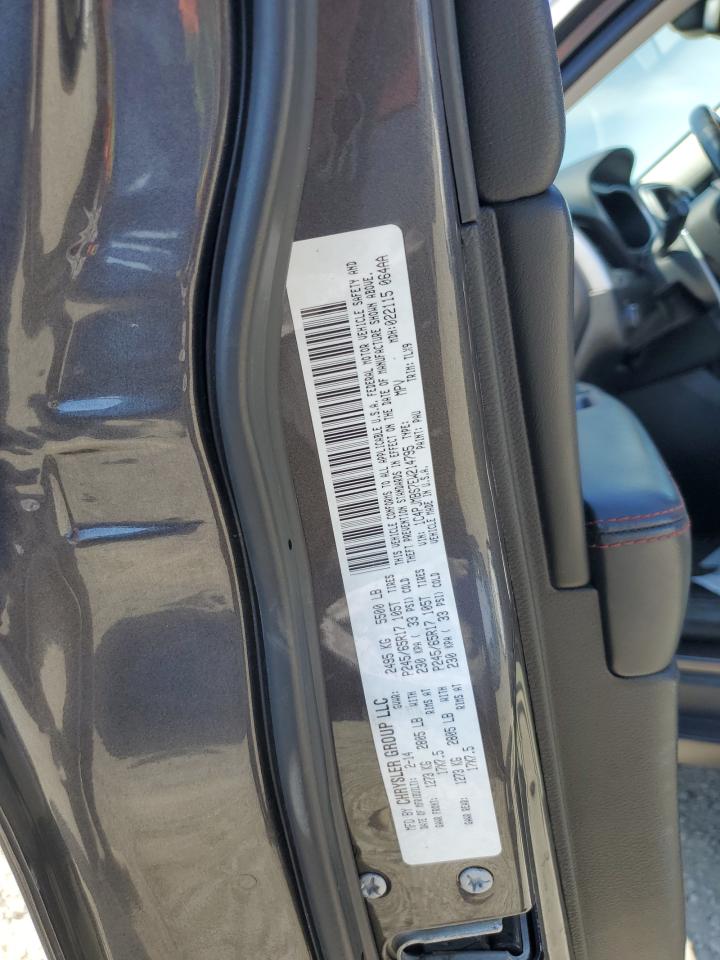 MFD BY CHRYSLER GROUP LLC
DATE OF MFR(BUILD): 2-14 GVWR: 2495 KG 5500 LB
GAWR FRONT: 1273 KG 2805 LB WITH P245/65R17 105T TIRES
17X7.5 RIMS AT 230 KPA ( 33 PSI) COLD
GAWR REAR: 1273 KG 2805 LB WITH P245/65R17 105T TIRES
17X7.5 RIMS AT 230 KPA ( 33 PSI) COLD
THIS VEHICLE CONFORMS TO ALL APPLICABLE U.S.A. FEDERAL MOTOR VEHICLE SAFETY AND
THEFT PREVENTION STANDARDS IN EFFECT ON THE DATE OF MANUFACTURE SHOWN ABOVE.
VIN: 1C4PJMBS7EW214795 TYPE: MPV MDH:022115 064AA
VEHICLE MADE IN U.S.A. PAINT: PAU TRIM: TLX9